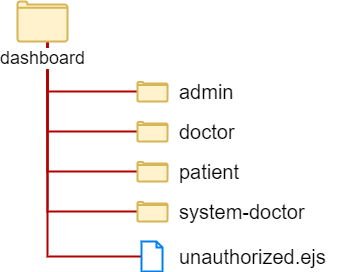 dashboard
admin
doctor
patient
system-doctor
unauthorized.ejs